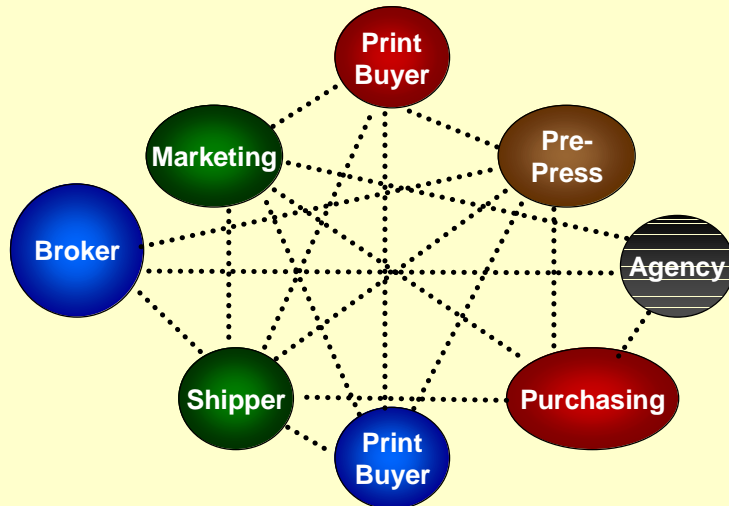 Print
Buyer
Marketing
Pre-
Press
Broker
Agency
Shipper
Purchasing
Print
Buyer